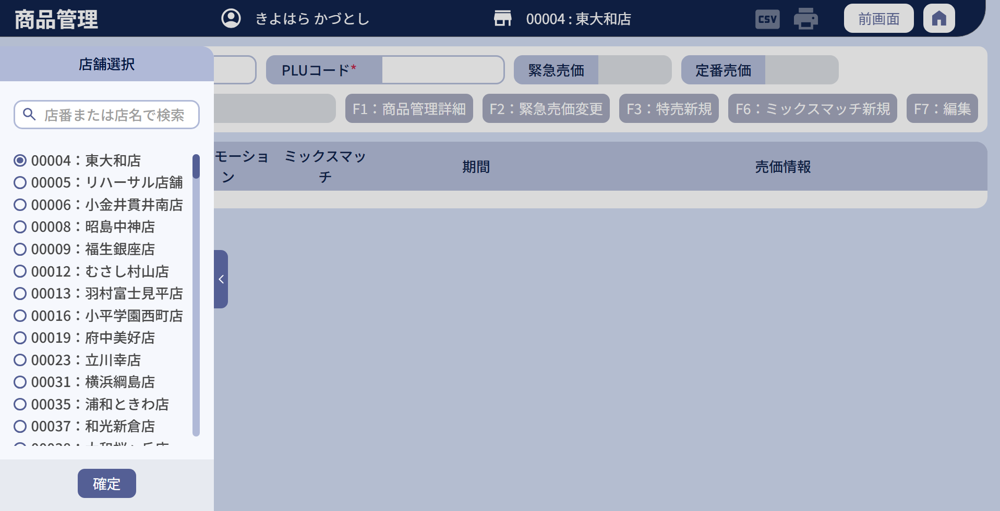 商品管理
きよはら かづとし
00004 : 東大和店
CSV
前画面
店舗選択
PLUコード*
緊急売価
定番売価
店番または店名で検索
F1：商品管理詳細
F2：緊急売価変更
F3：特売新規
F6：ミックスマッチ新規
F7：編集
モーショ
ン
ミックスマッ
チ
期間
売価情報
00004：東大和店
00005：リハーサル店舗
00006：小金井貫井南店
00008：昭島中神店
00009：福生銀座店
00012：むさし村山店
00013：羽村富士見平店
00016：小平学園西町店
00019：府中美好店
00023：立川幸店
00031：横浜綱島店
00035：浦和ときわ店
00037：和光新倉店
確定